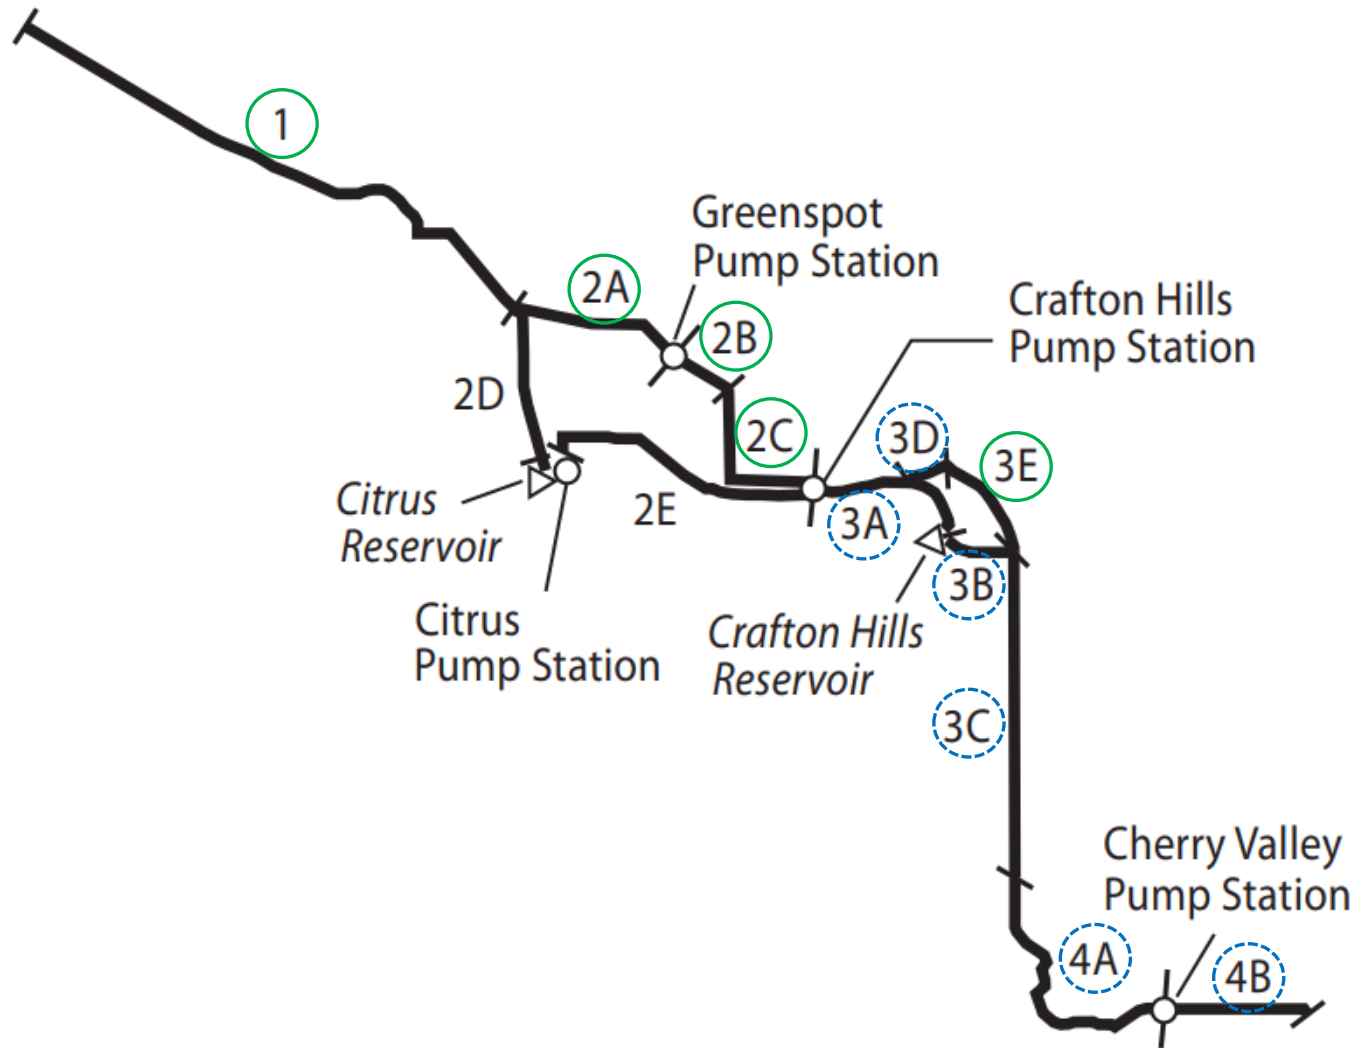 1
Greenspot
Pump Station
2A
2B
Crafton Hills
Pump Station
2D
2C
3D
3E
Citrus
Reservoir
2E
3A
3B
Citrus
Pump Station
Crafton Hills
Reservoir
3C
Cherry Valley
Pump Station
4A
4B